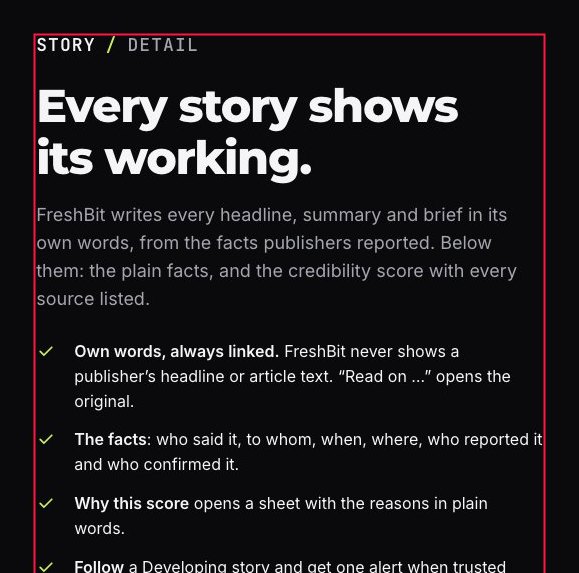 STORY / DETAIL
Every story shows
its working.
FreshBit writes every headline, summary and brief in its
own words, from the facts publishers reported. Below
them: the plain facts, and the credibility score with every
source listed.
Own words, always linked. FreshBit never shows a
publisher’s headline or article text. “Read on …” opens the
original.
The facts: who said it, to whom, when, where, who reported it
and who confirmed it.
Why this score opens a sheet with the reasons in plain
words.
Follow a Developing story and get one alert when trusted